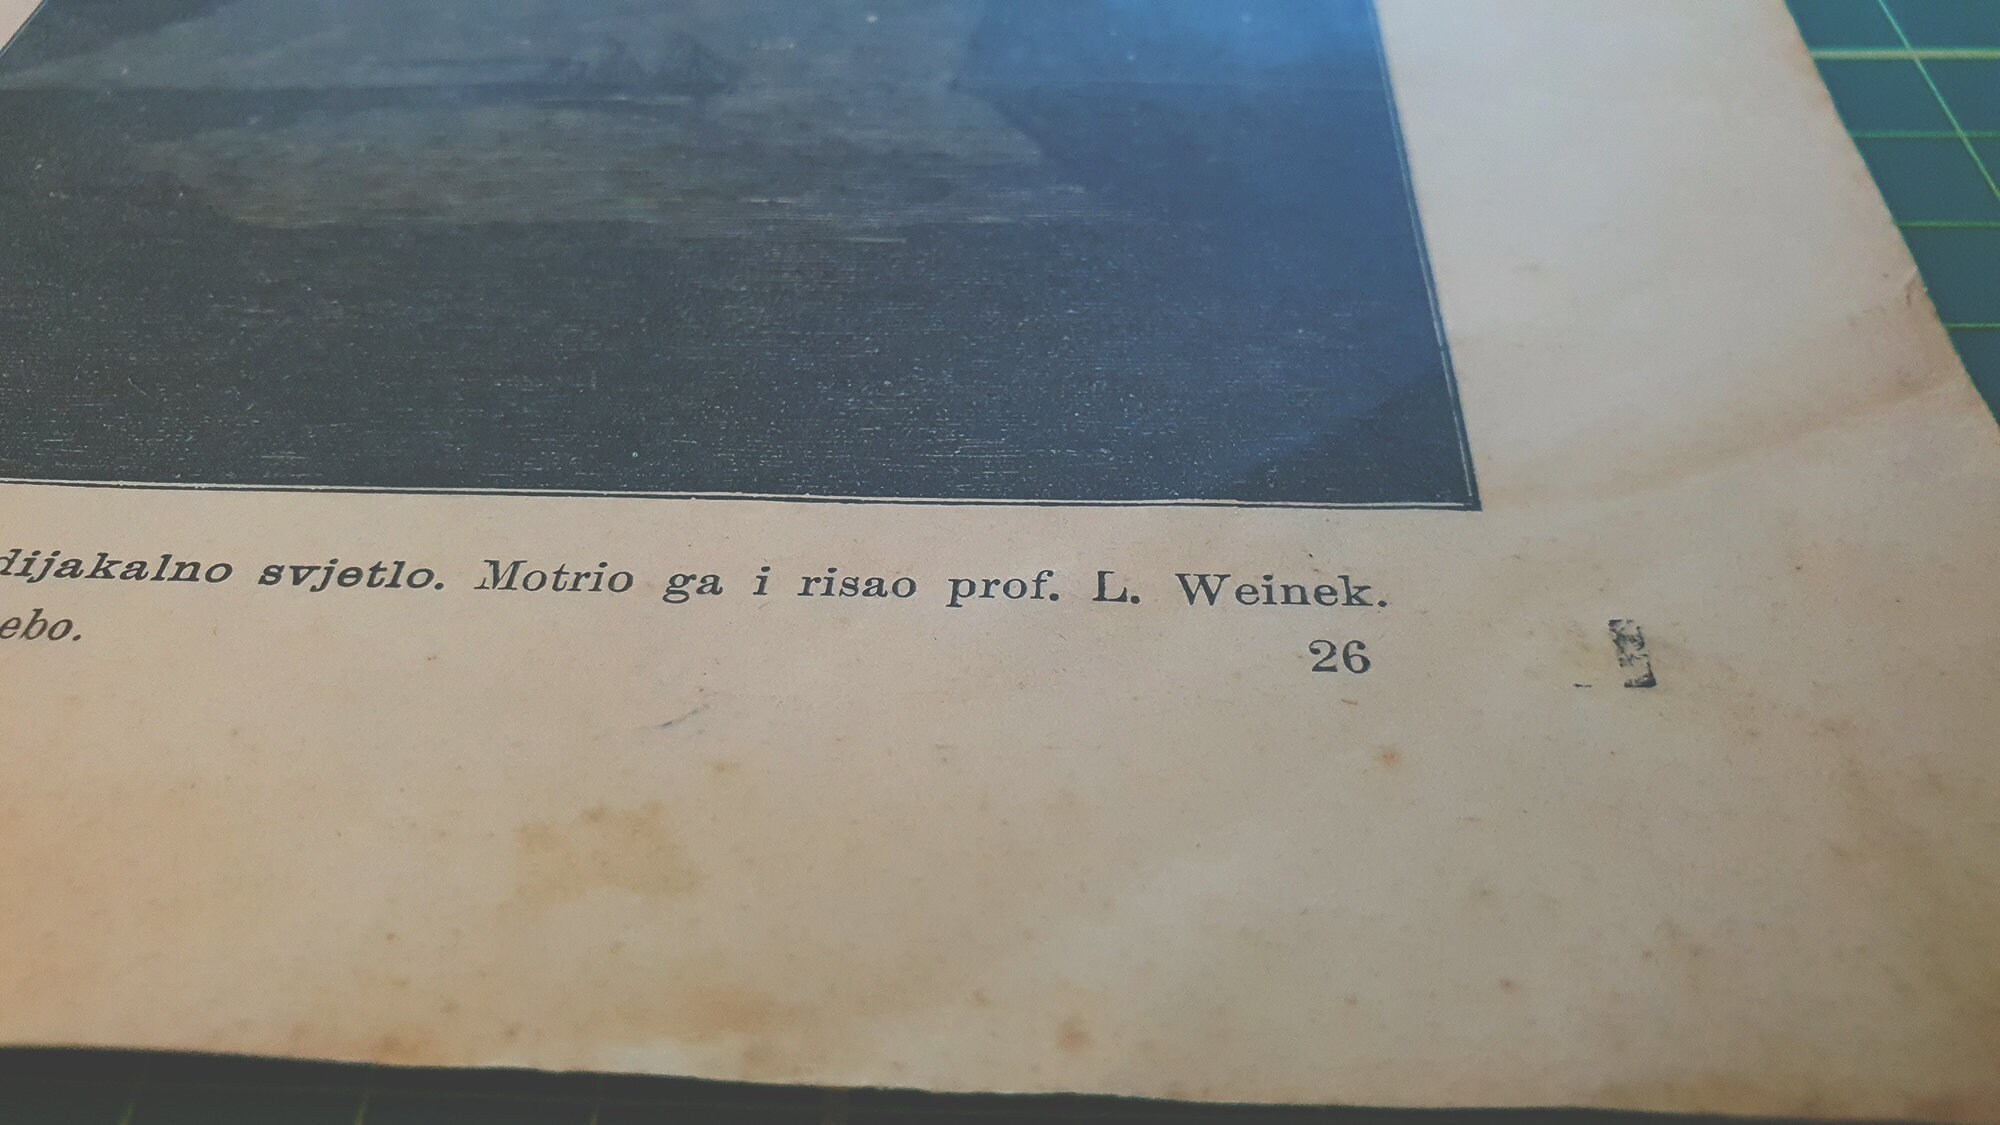 dijakalno svjetlo. Motrio ga i risao prof. L. Weinek.
ebo.
26